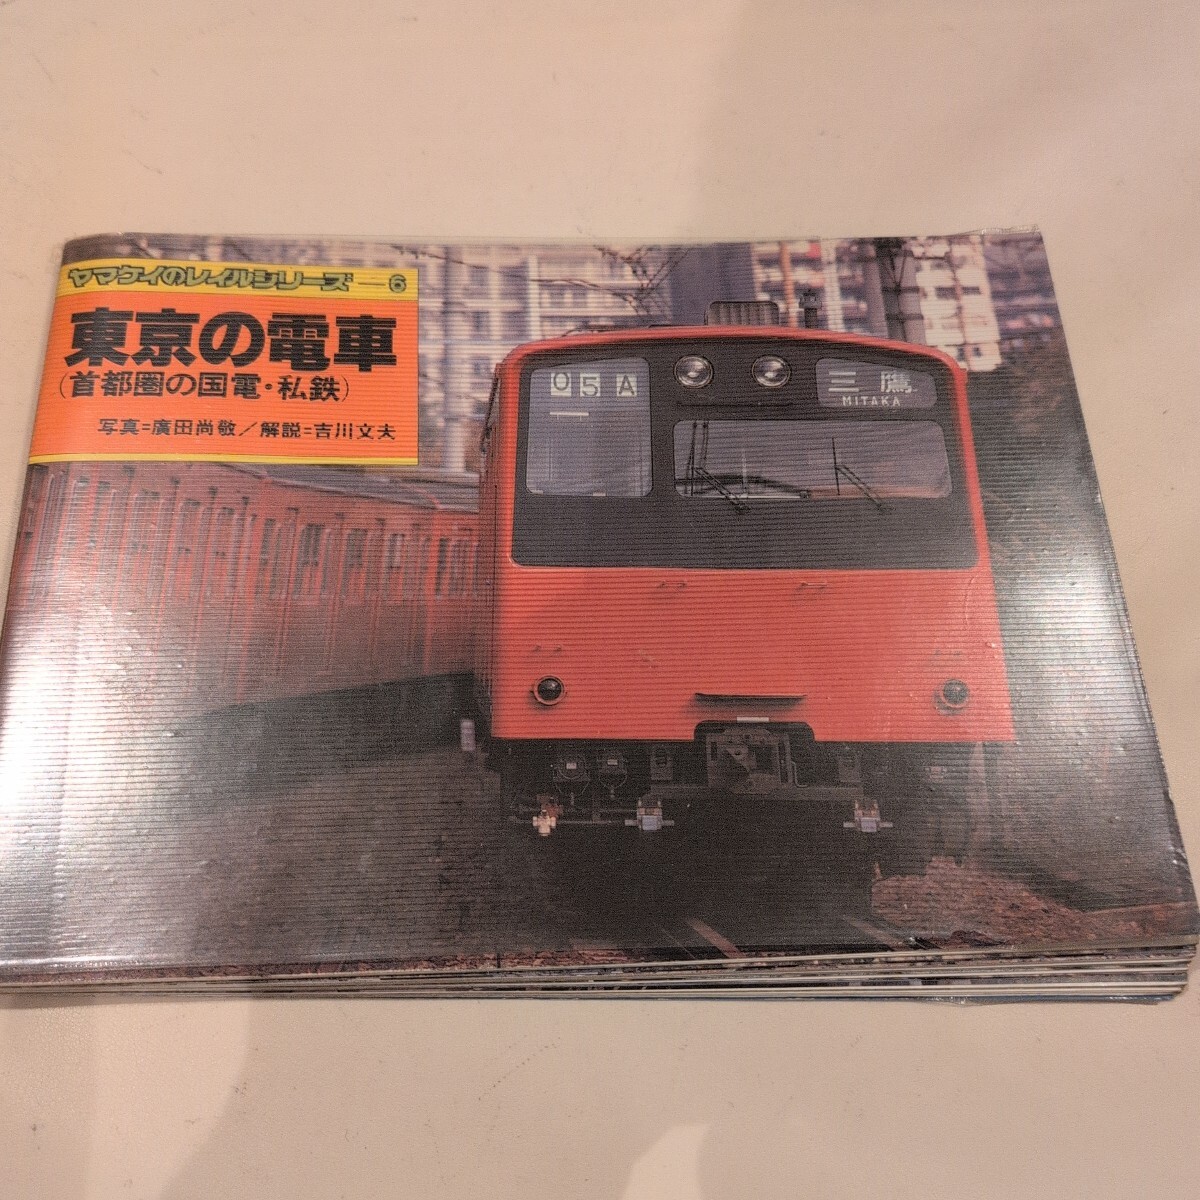 ヤマケイのレイルシリーズ―6
東京の電車
(首都圏の国電・私鉄)
写真=廣田尚敬/解説=吉川文夫
05A
三鷹
MITAKA